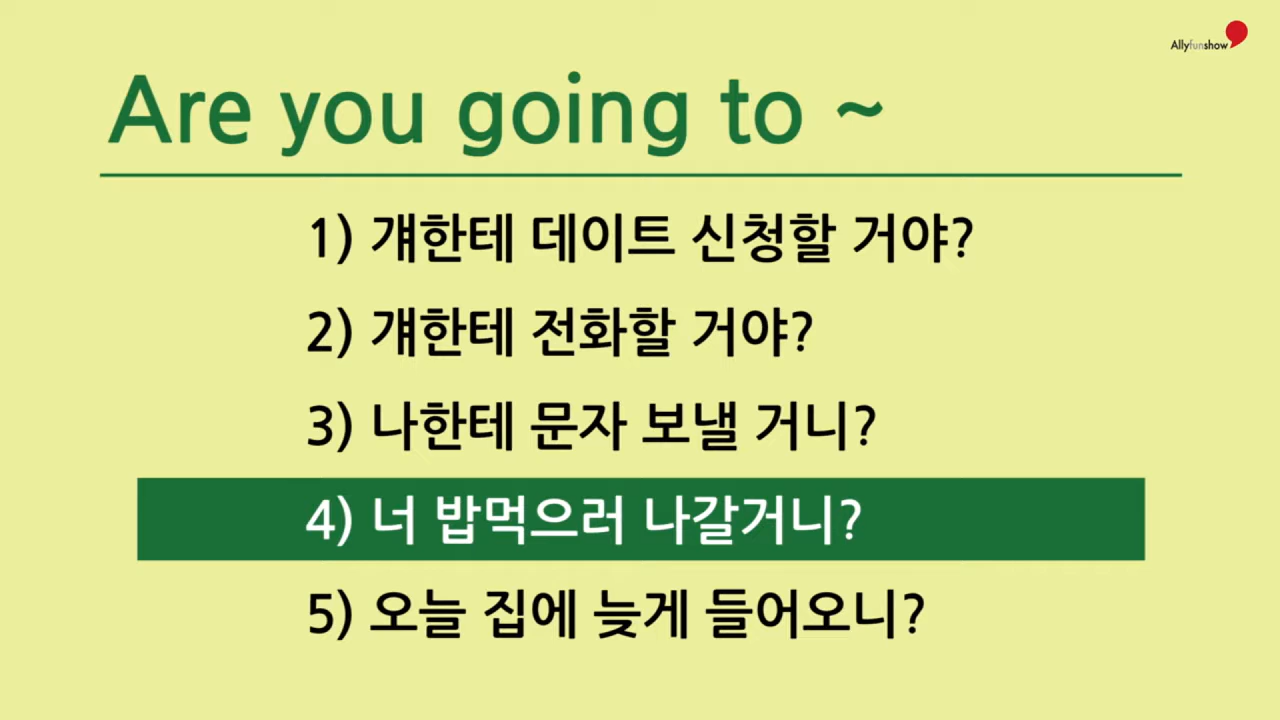 Allyfunshow
Are you going to ~
1) 걔한테 데이트 신청할 거야?
2) 걔한테 전화할 거야?
3) 나한테 문자 보낼 거니?
4) 너 밥먹으러 나갈거니?
5) 오늘 집에 늦게 들어오니?